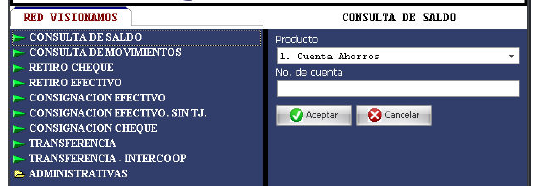 RED VISIONAMOS
CONSULTA DE SALDO
CONSULTA DE MOVIMIENTOS
RETIRO CHEQUE
RETIRO EFECTIVO
CONSIGNACION EFECTIVO
CONSIGNACION EFECTIVO. SIN TJ.
CONSIGNACION CHEQUE
TRANSFERENCIA
TRANSFERENCIA - INTERCOOP
ADMINISTRATIVAS
CONSULTA DE SALDO
Producto
1. Cuenta Ahorros
No. de cuenta
Aceptar
Cancelar